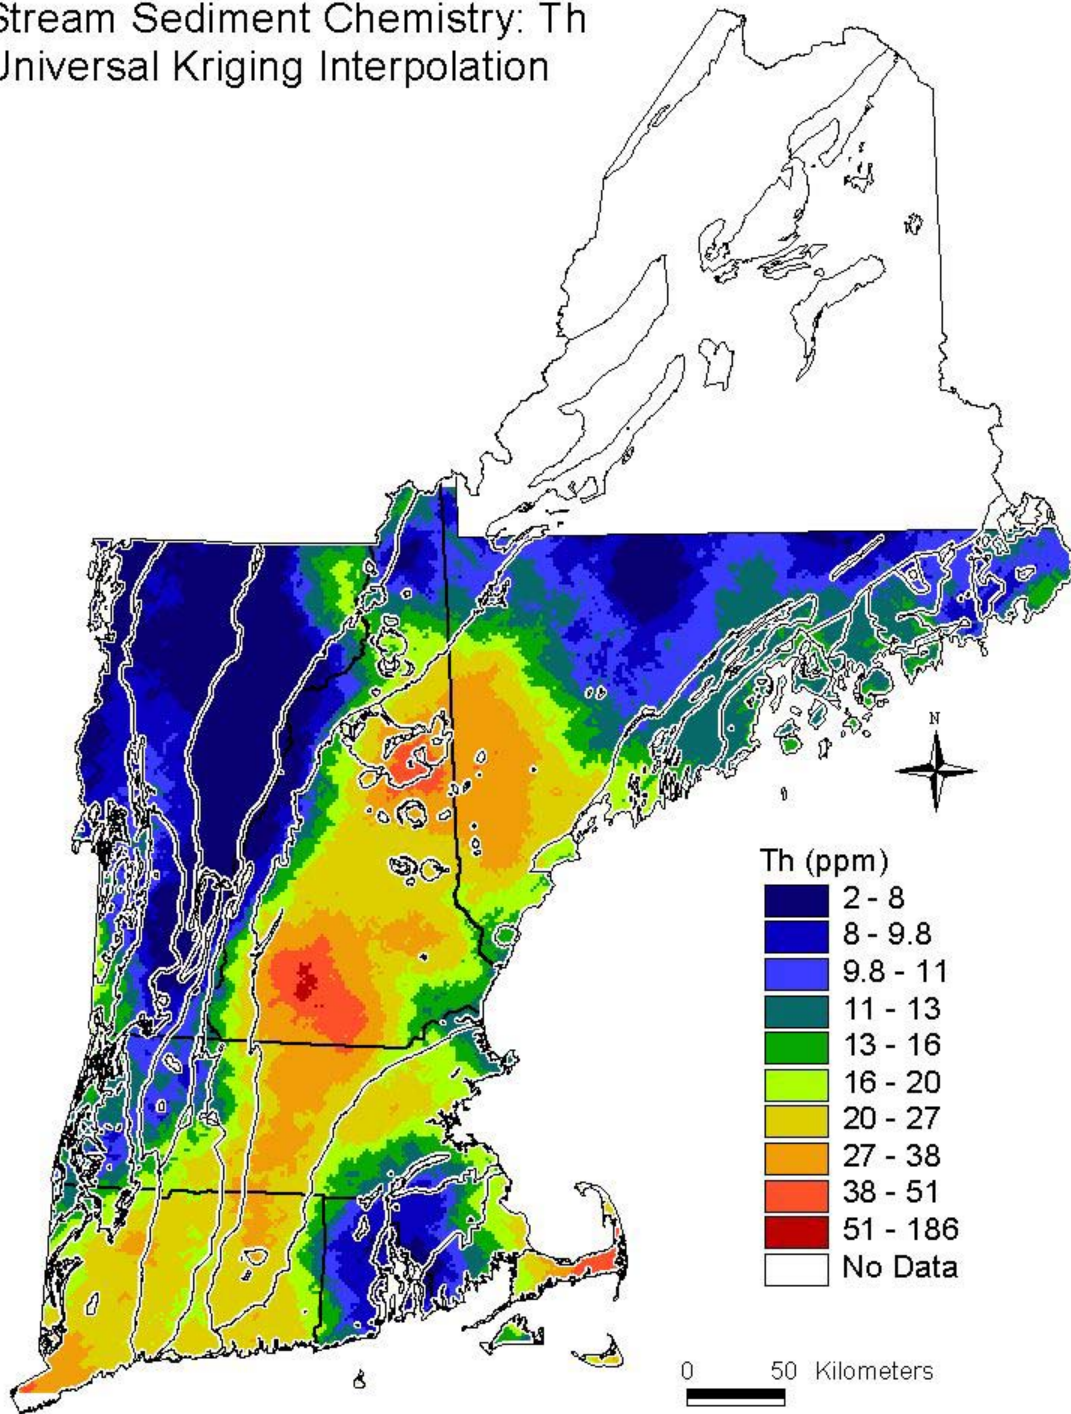 Stream Sediment Chemistry: Th
Universal Kriging Interpolation
N
Th (ppm)
2 - 8
8 - 9.8
9.8 - 11
11 - 13
13 - 16
16 - 20
20 - 27
27 - 38
38 - 51
51 - 186
No Data
0 50 Kilometers